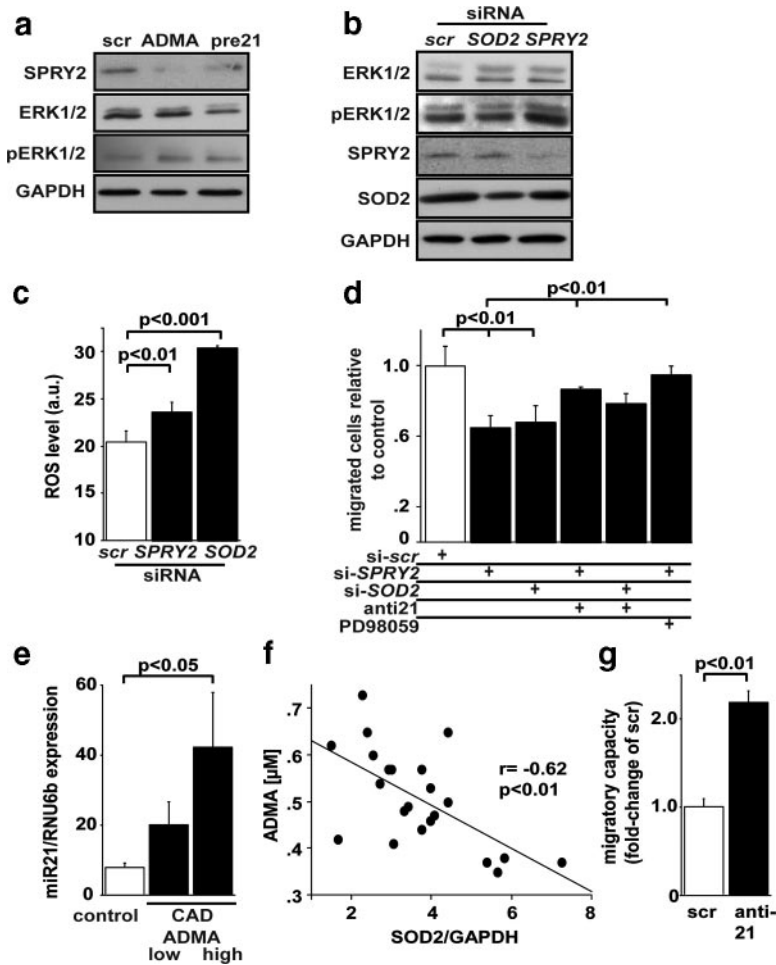 a
scr ADMA pre21
SPRY2
ERK1/2
pERK1/2
GAPDH
b
siRNA
scr SOD2 SPRY2
ERK1/2
pERK1/2
SPRY2
SOD2
GAPDH
c
p<0.001
p<0.01
ROS level (a.u.)
30
25
20
15
10
scr SPRY2 SOD2
siRNA
d
p<0.01
p<0.01
migrated cells relative
to control
1.0
.6
.2
0
si-scr +
si-SPRY2 + + +
si-SOD2 + +
anti21 + +
PD98059 +
e
p<0.05
miR21/RNU6b expression
60
40
20
0
control CAD
ADMA
low high
f
ADMA [µM]
.7
.6
.5
.4
.3
r= -0.62
p<0.01
2 4 6 8
SOD2/GAPDH
g
p<0.01
migratory capacity
(fold-change of scr)
2.0
1.0
0
scr anti-
21